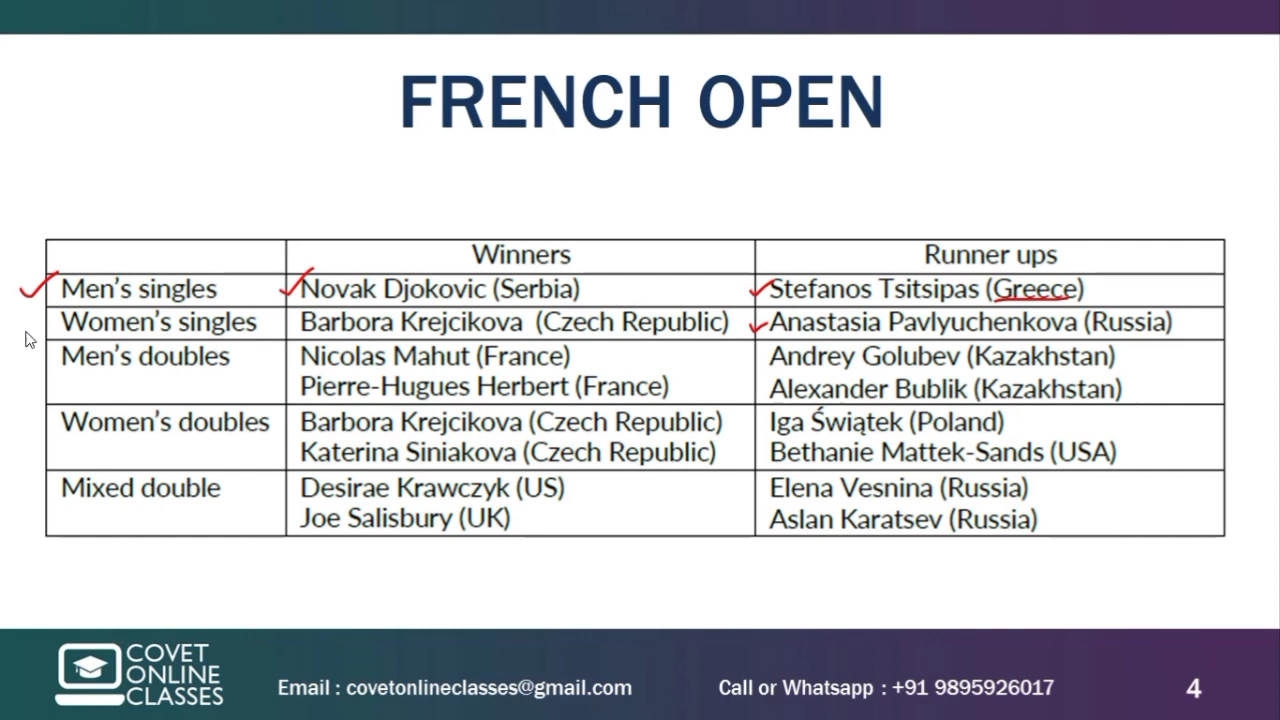 FRENCH OPEN
Winners Runner ups
Men's singles Novak Djokovic (Serbia) Stefanos Tsitsipas (Greece)
Women's singles Barbora Krejcikova (Czech Republic) Anastasia Pavlyuchenkova (Russia)
Men's doubles Nicolas Mahut (France) Andrey Golubev (Kazakhstan)
Pierre-Hugues Herbert (France) Alexander Bublik (Kazakhstan)
Women's doubles Barbora Krejcikova (Czech Republic) Iga Świątek (Poland)
Katerina Siniakova (Czech Republic) Bethanie Mattek-Sands (USA)
Mixed double Desirae Krawczyk (US) Elena Vesnina (Russia)
Joe Salisbury (UK) Aslan Karatsev (Russia)
COVET
ONLINE
CLASSES
Email : covetonlineclasses@gmail.com Call or Whatsapp : +91 9895926017 4